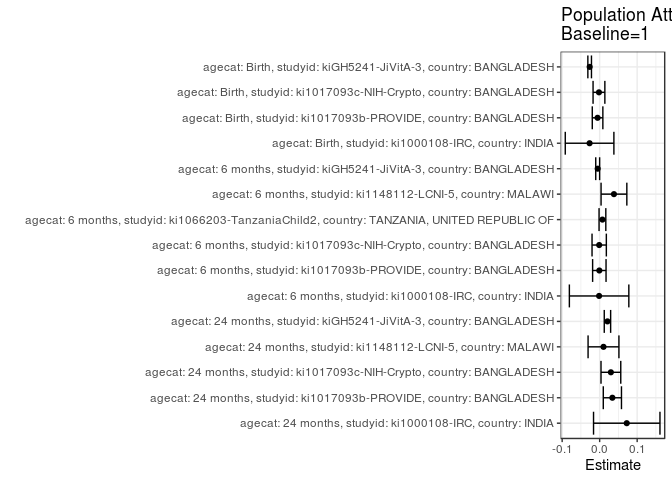 Population Att
Baseline=1
agecat: Birth, studyid: kiGH5241-JiVitA-3, country: BANGLADESH
agecat: Birth, studyid: ki1017093c-NIH-Crypto, country: BANGLADESH
agecat: Birth, studyid: ki1017093b-PROVIDE, country: BANGLADESH
agecat: Birth, studyid: ki1000108-IRC, country: INDIA
agecat: 6 months, studyid: kiGH5241-JiVitA-3, country: BANGLADESH
agecat: 6 months, studyid: ki1148112-LCNI-5, country: MALAWI
agecat: 6 months, studyid: ki1066203-TanzaniaChild2, country: TANZANIA, UNITED REPUBLIC OF
agecat: 6 months, studyid: ki1017093c-NIH-Crypto, country: BANGLADESH
agecat: 6 months, studyid: ki1017093b-PROVIDE, country: BANGLADESH
agecat: 6 months, studyid: ki1000108-IRC, country: INDIA
agecat: 24 months, studyid: kiGH5241-JiVitA-3, country: BANGLADESH
agecat: 24 months, studyid: ki1148112-LCNI-5, country: MALAWI
agecat: 24 months, studyid: ki1017093c-NIH-Crypto, country: BANGLADESH
agecat: 24 months, studyid: ki1017093b-PROVIDE, country: BANGLADESH
agecat: 24 months, studyid: ki1000108-IRC, country: INDIA
-0.1 0.0 0.1
Estimate